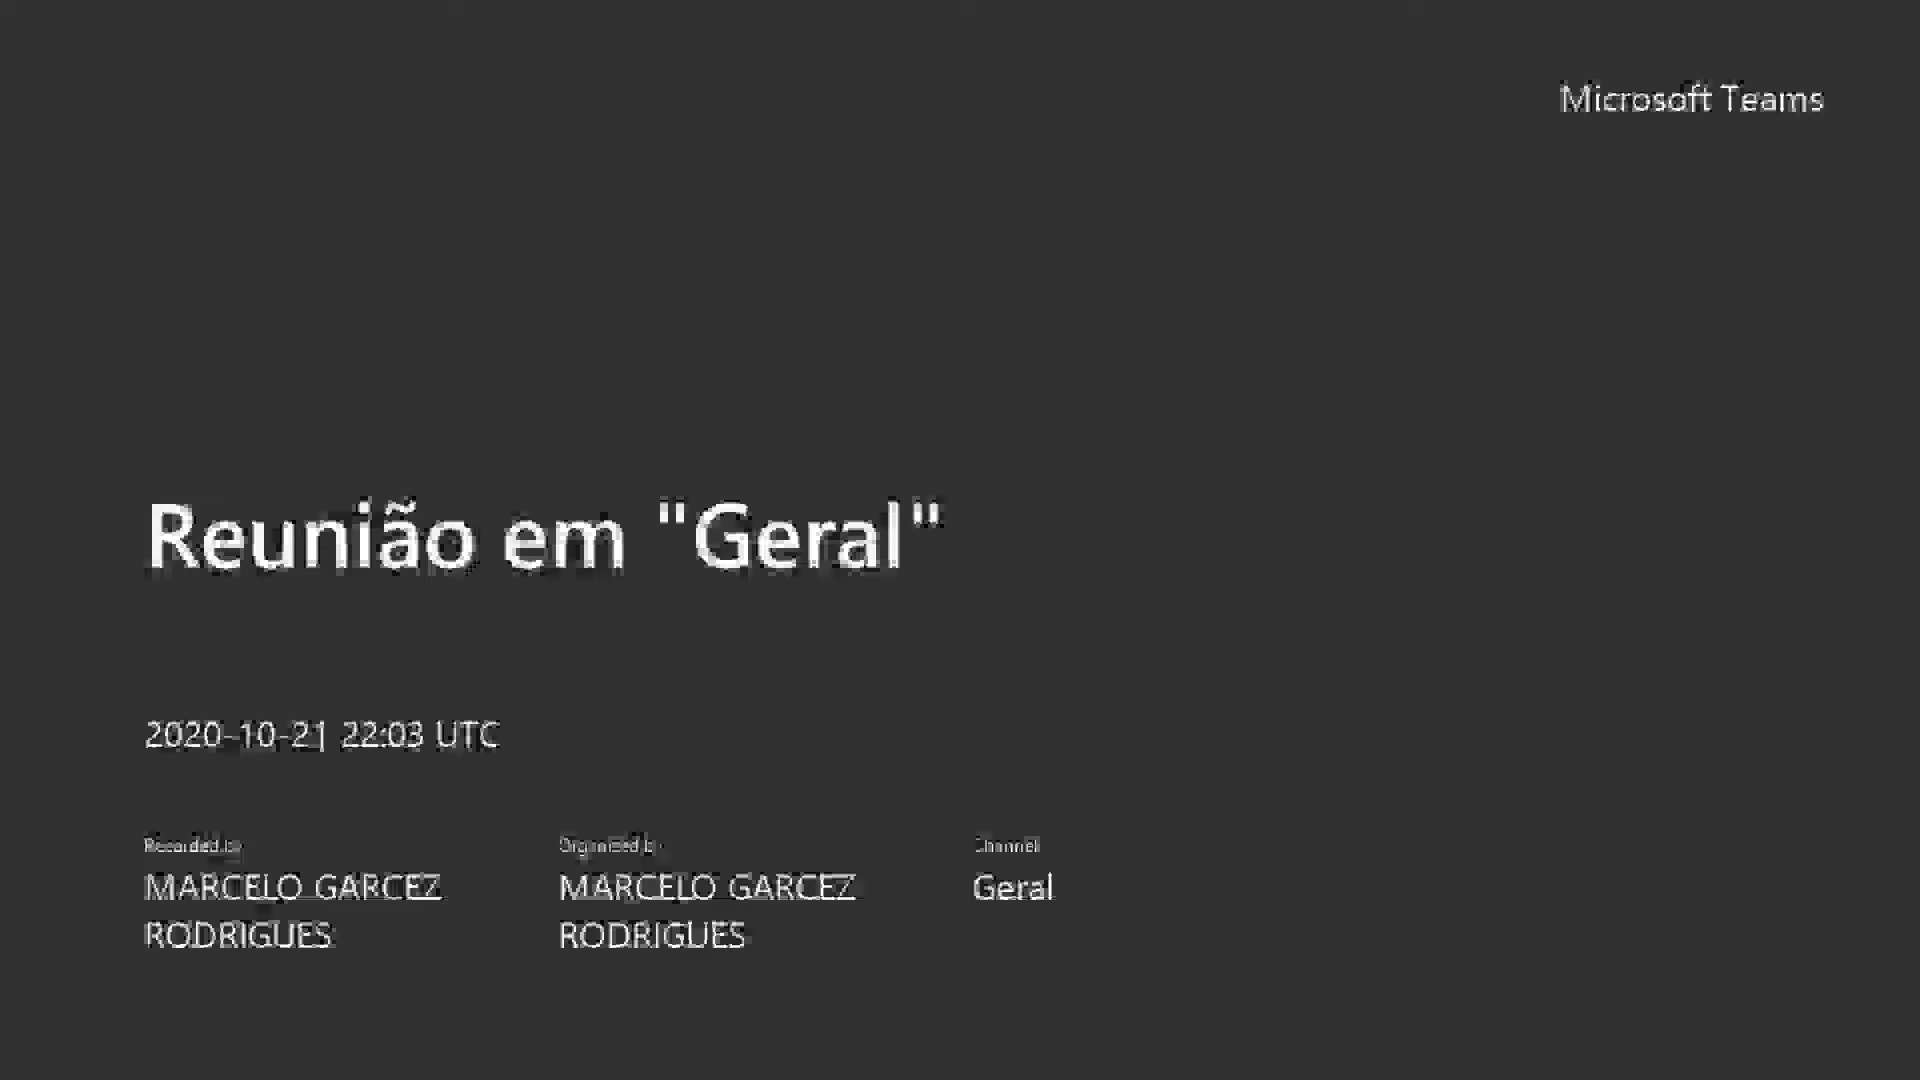 Microsoft Teams
Reunião em "Geral"
2020-10-21 22:03 UTC
Recorded by
Organized by
Channel
MARCELO GARCEZ
RODRIGUES
MARCELO GARCEZ
RODRIGUES
Geral